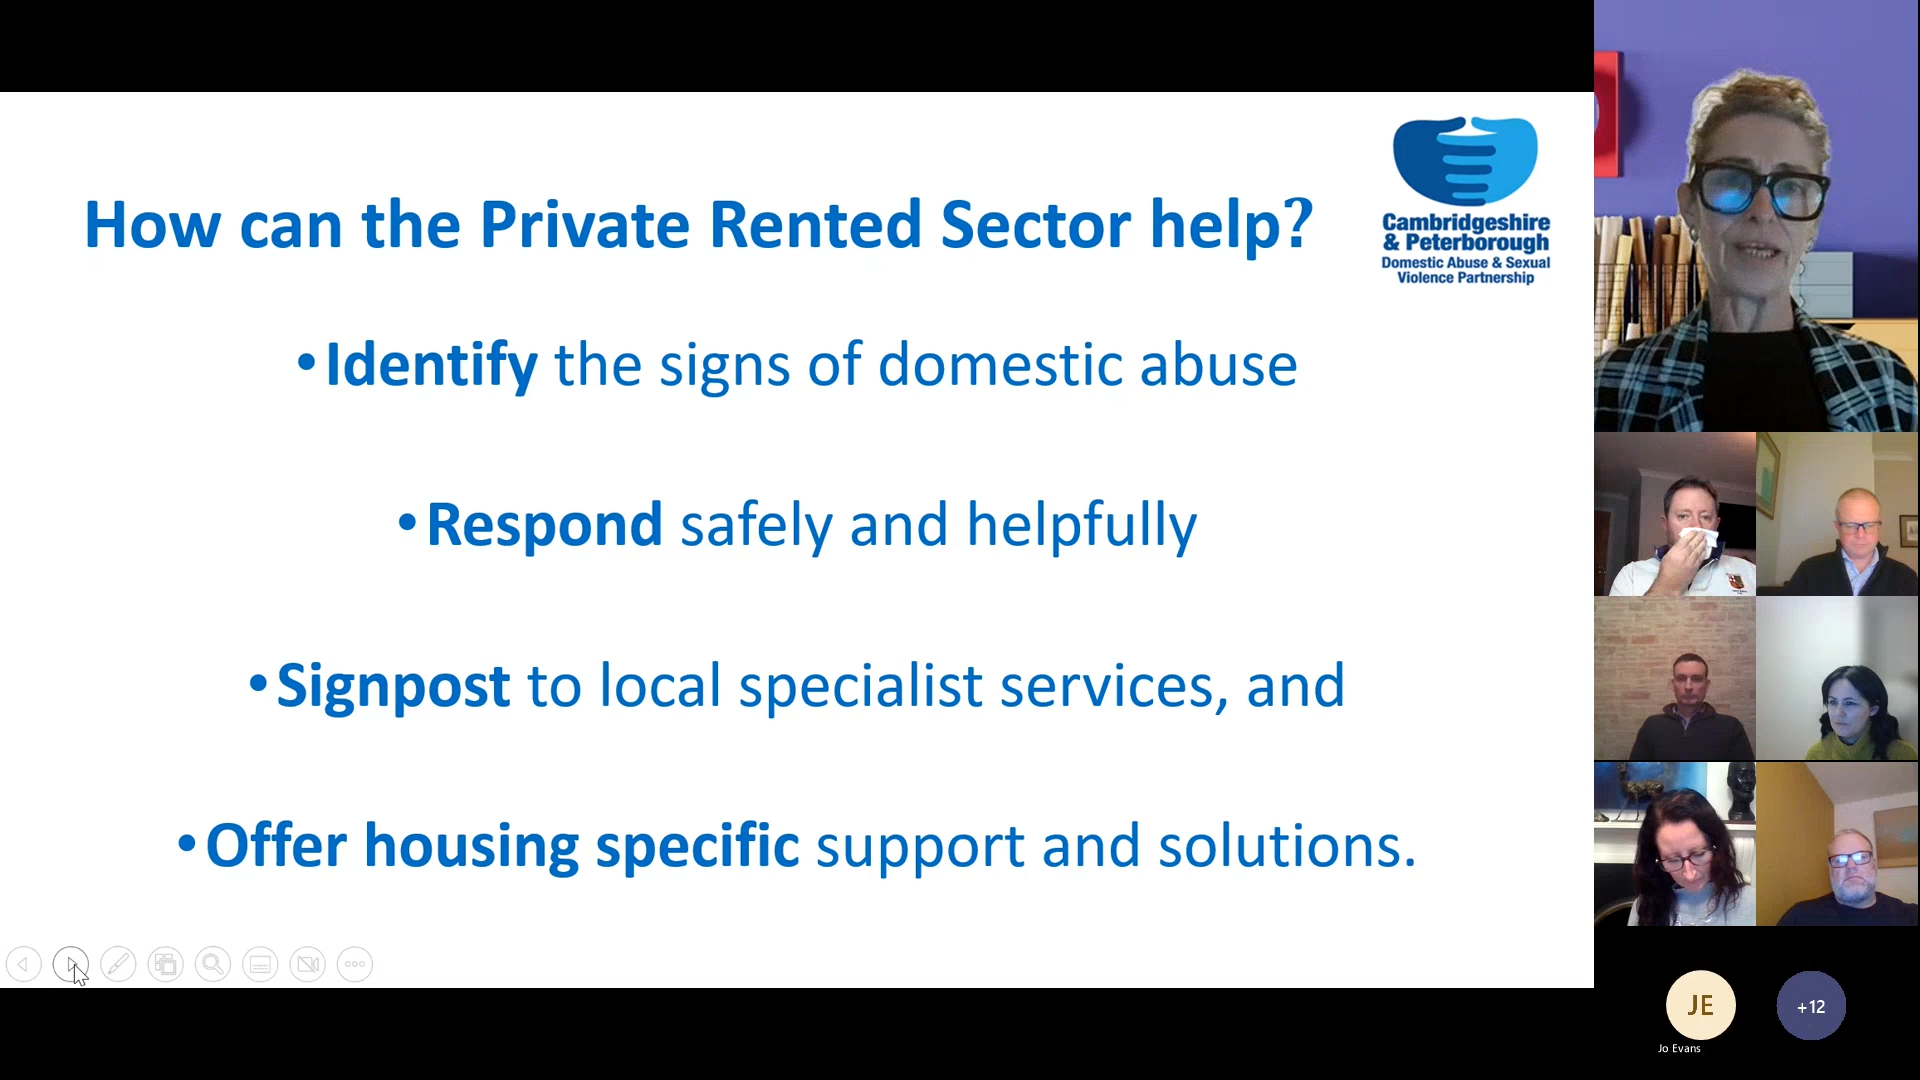 How can the Private Rented Sector help?
Cambridgeshire
& Peterborough
Domestic Abuse & Sexual
Violence Partnership
•Identify the signs of domestic abuse
•Respond safely and helpfully
•Signpost to local specialist services, and
•Offer housing specific support and solutions.
JE
+12
Jo Evans